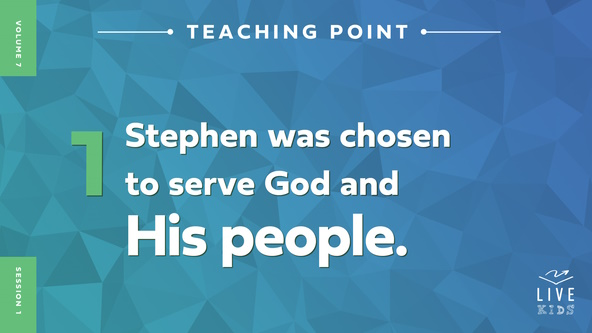 VOLUME 7
TEACHING POINT
1
Stephen was chosen
to serve God and
His people.
SESSION 1
LIVE
KIDS